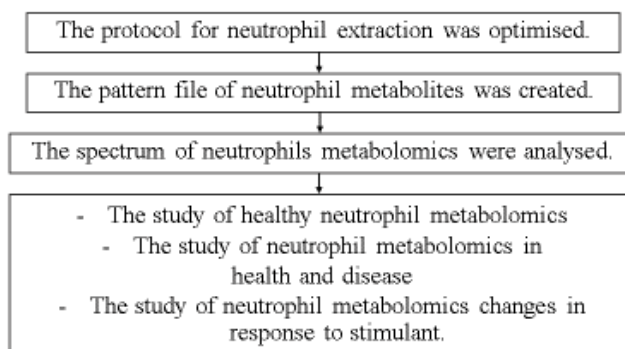 The protocol for neutrophil extraction was optimised.
The pattern file of neutrophil metabolites was created.
The spectrum of neutrophils metabolomics were analysed.
- The study of healthy neutrophil metabolomics
- The study of neutrophil metabolomics in
health and disease
- The study of neutrophil metabolomics changes in
response to stimulant.